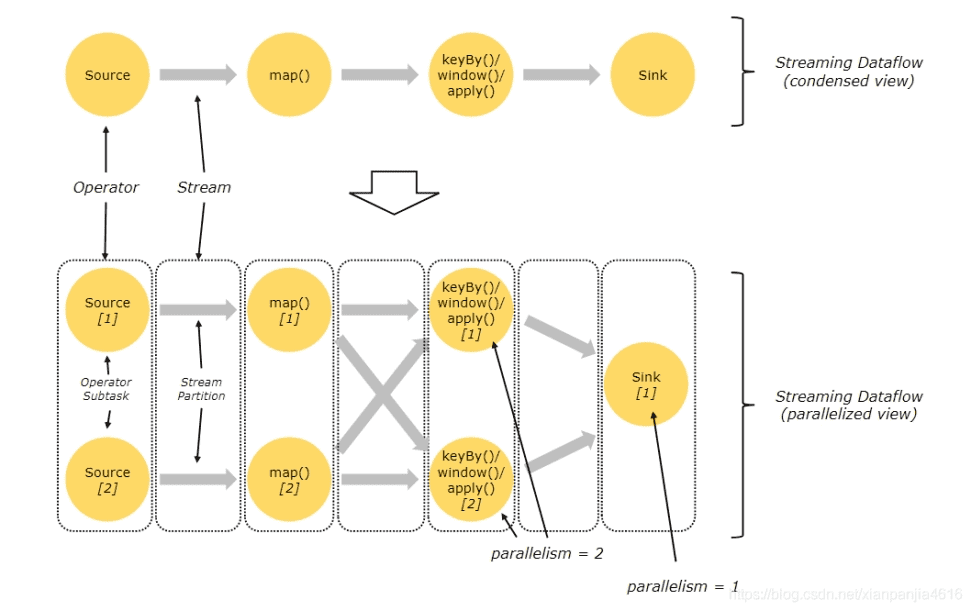 Source
map()
keyBy()/
window()/
apply()
Sink
Streaming Dataflow
(condensed view)
Operator
Stream
Source
[1]
map()
[1]
keyBy()/
window()/
apply()
[1]
Operator
Subtask
Stream
Partition
Sink
[1]
Streaming Dataflow
(parallelized view)
Source
[2]
map()
[2]
keyBy()/
window()/
apply()
[2]
parallelism = 2
parallelism = 1
https://blog.csdn.net/xianpanjia4616